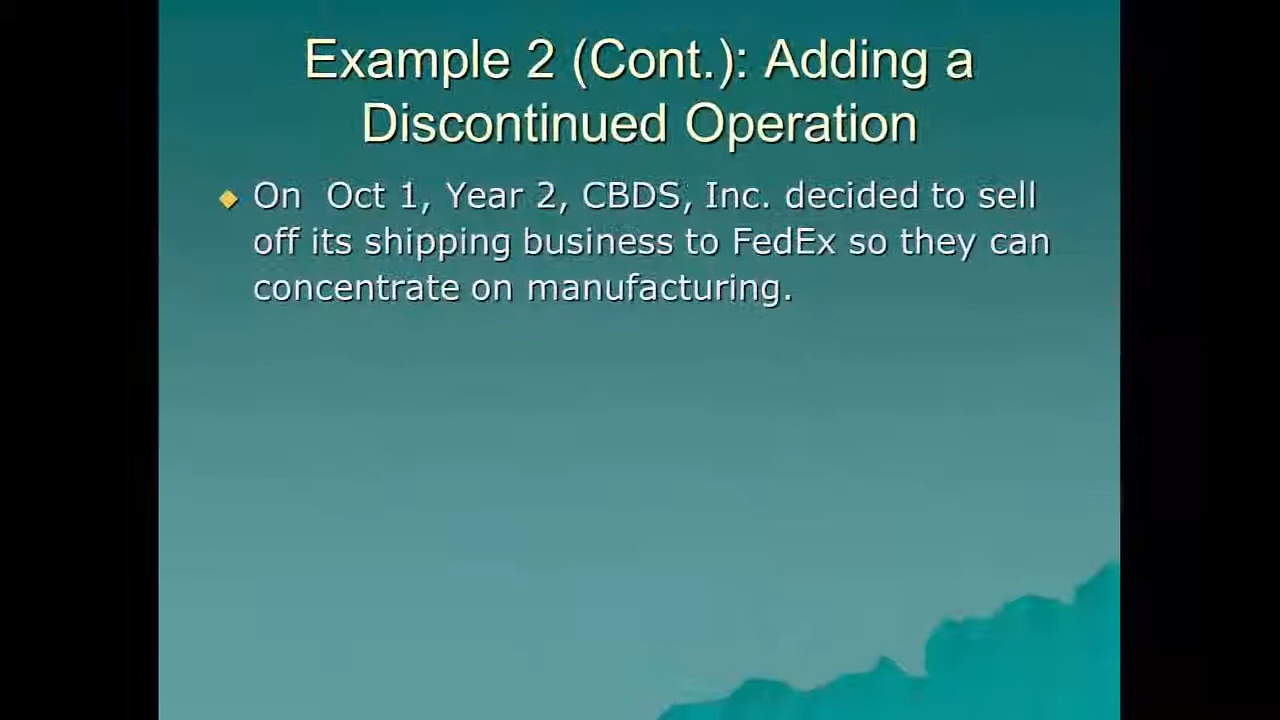 Example 2 (Cont.): Adding a
Discontinued Operation
On  Oct 1, Year 2, CBDS, Inc. decided to sell
off its shipping business to FedEx so they can
concentrate on manufacturing.